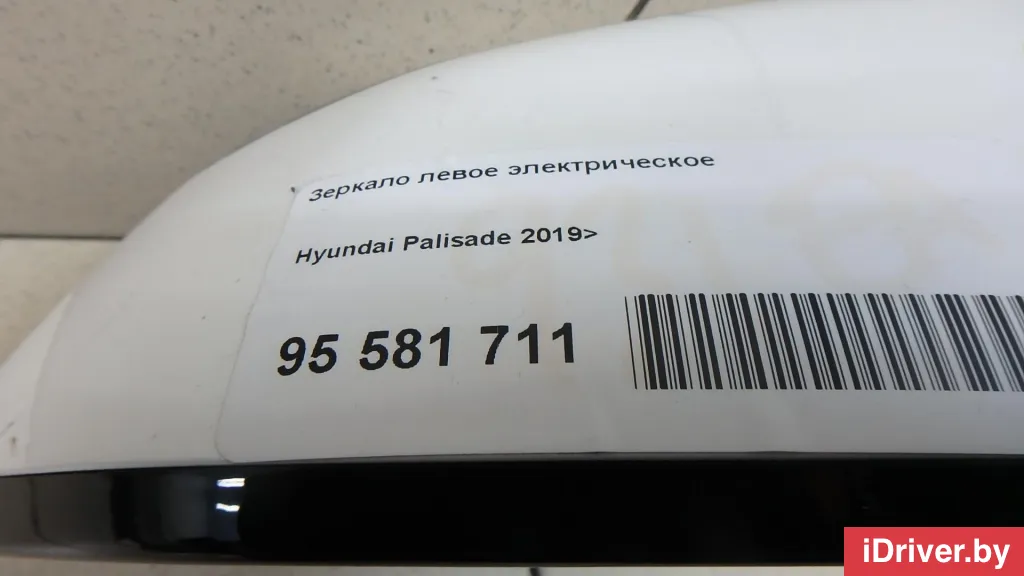 Зеркало левое электрическое
Hyundai Palisade 2019>
95 581 711
iDriver.by